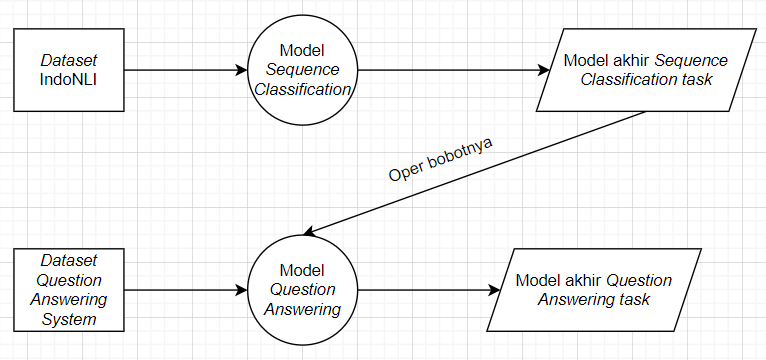 Dataset
IndoNLI
Model
Sequence
Classification
Model akhir Sequence
Classification task
Oper bobotnya
Dataset
Question
Answering
System
Model
Question
Answering
Model akhir Question
Answering task